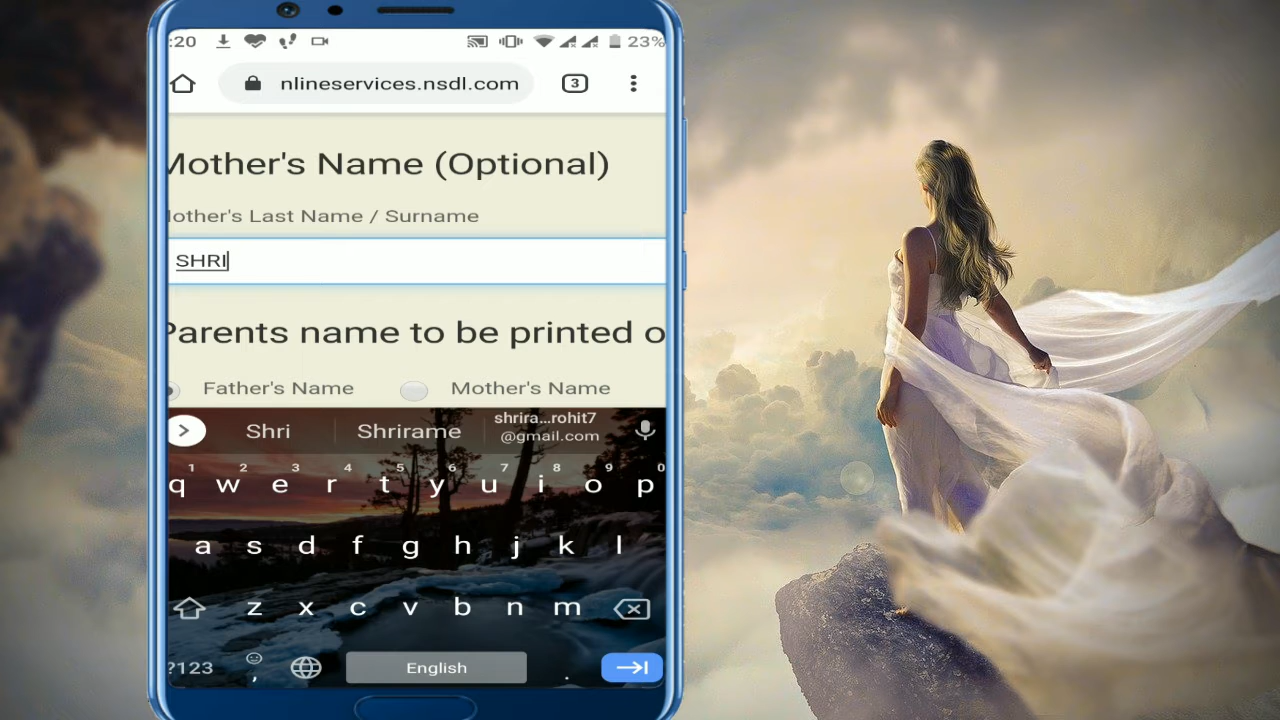 :20 23%
3 nlineservices.nsdl.com
Mother's Name (Optional)
Mother's Last Name / Surname
SHRI
Parents name to be printed o
Father's Name Mother's Name
Shri Shrirame shrira...rohit7
@gmail.com
1 2 3 4 5 6 7 8 9 0
q w e r t y u i o p
a s d f g h j k l
z x c v b n m
?123 , English .